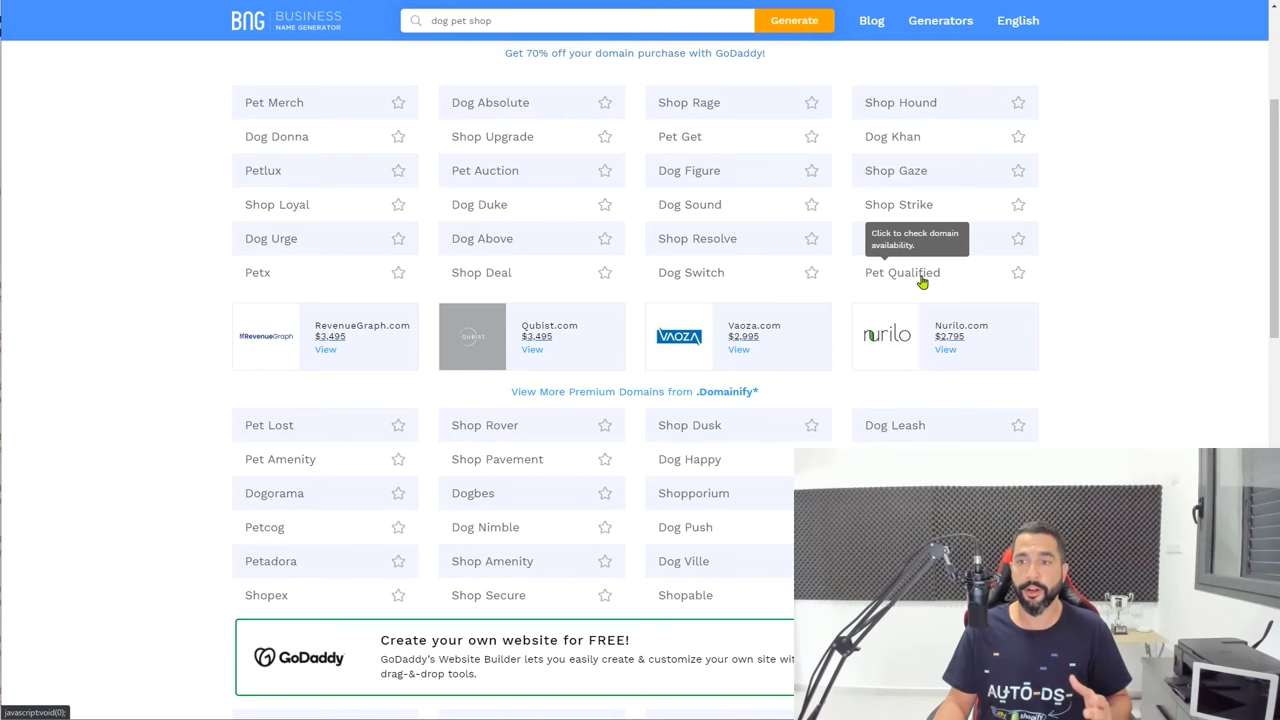 BNG BUSINESS NAME GENERATOR
dog pet shop
Generate
Blog
Generators
English
Get 70% off your domain purchase with GoDaddy!
Pet Merch
Dog Absolute
Shop Rage
Shop Hound
Dog Donna
Shop Upgrade
Pet Get
Dog Khan
Petlux
Pet Auction
Dog Figure
Shop Gaze
Shop Loyal
Dog Duke
Dog Sound
Shop Strike
Dog Urge
Dog Above
Shop Resolve
Click to check domain
availability.
Petx
Shop Deal
Dog Switch
Pet Qualified
RevenueGraph
RevenueGraph.com
$3,495
View
QUBIST.
Qubist.com
$3,495
View
VAOZA
Vaoza.com
$2,995
View
nurilo
Nurilo.com
$2,795
View
View More Premium Domains from .Domainify*
Pet Lost
Shop Rover
Shop Dusk
Dog Leash
Pet Amenity
Shop Pavement
Dog Happy
Dogorama
Dogbes
Shopporium
Petcog
Dog Nimble
Dog Push
Petadora
Shop Amenity
Dog Ville
Shopex
Shop Secure
Shopable
GoDaddy
Create your own website for FREE!
GoDaddy's Website Builder lets you easily create & customize your own site wit
drag-&-drop tools.
AUTO-DS
shopify
javascript:void(0);